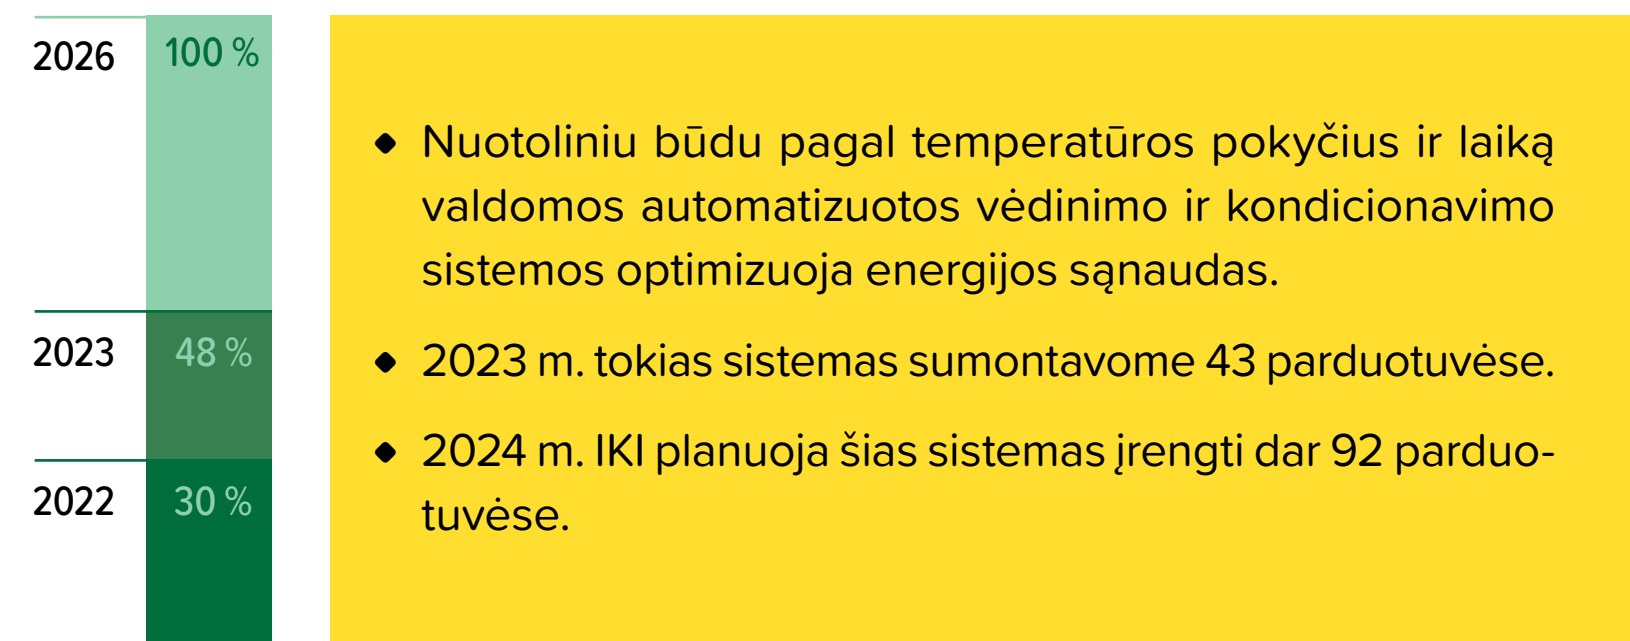 2026 100 %
2023 48 %
2022 30 %
• Nuotoliniu būdu pagal temperatūros pokyčius ir laiką
valdomos automatizuotos vėdinimo ir kondicionavimo
sistemos optimizuoja energijos sąnaudas.
• 2023 m. tokias sistemas sumontavome 43 parduotuvėse.
• 2024 m. IKI planuoja šias sistemas įrengti dar 92 parduo-
tuvėse.